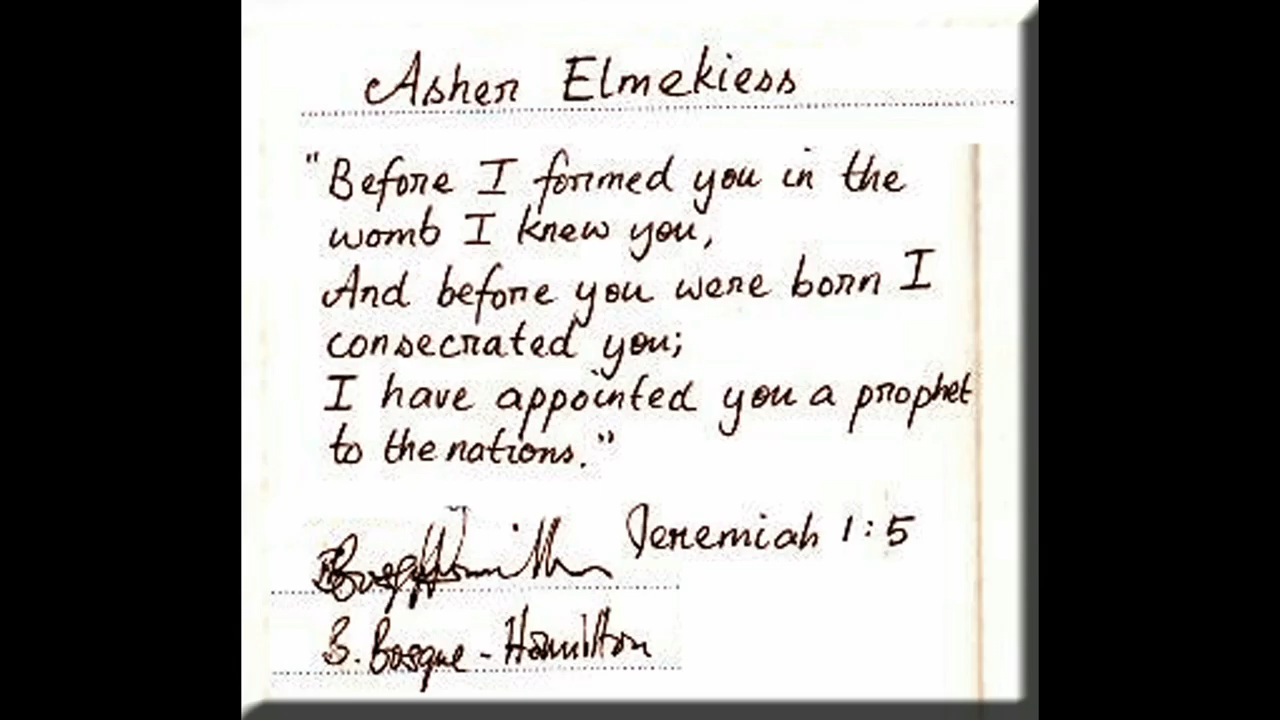 Asher Elmekiess
"Before I formed you in the
womb I knew you,
And before you were born I
consecrated you;
I have appointed you a prophet
to the nations."
Jeremiah 1:5
B. Bosque - Hamilton